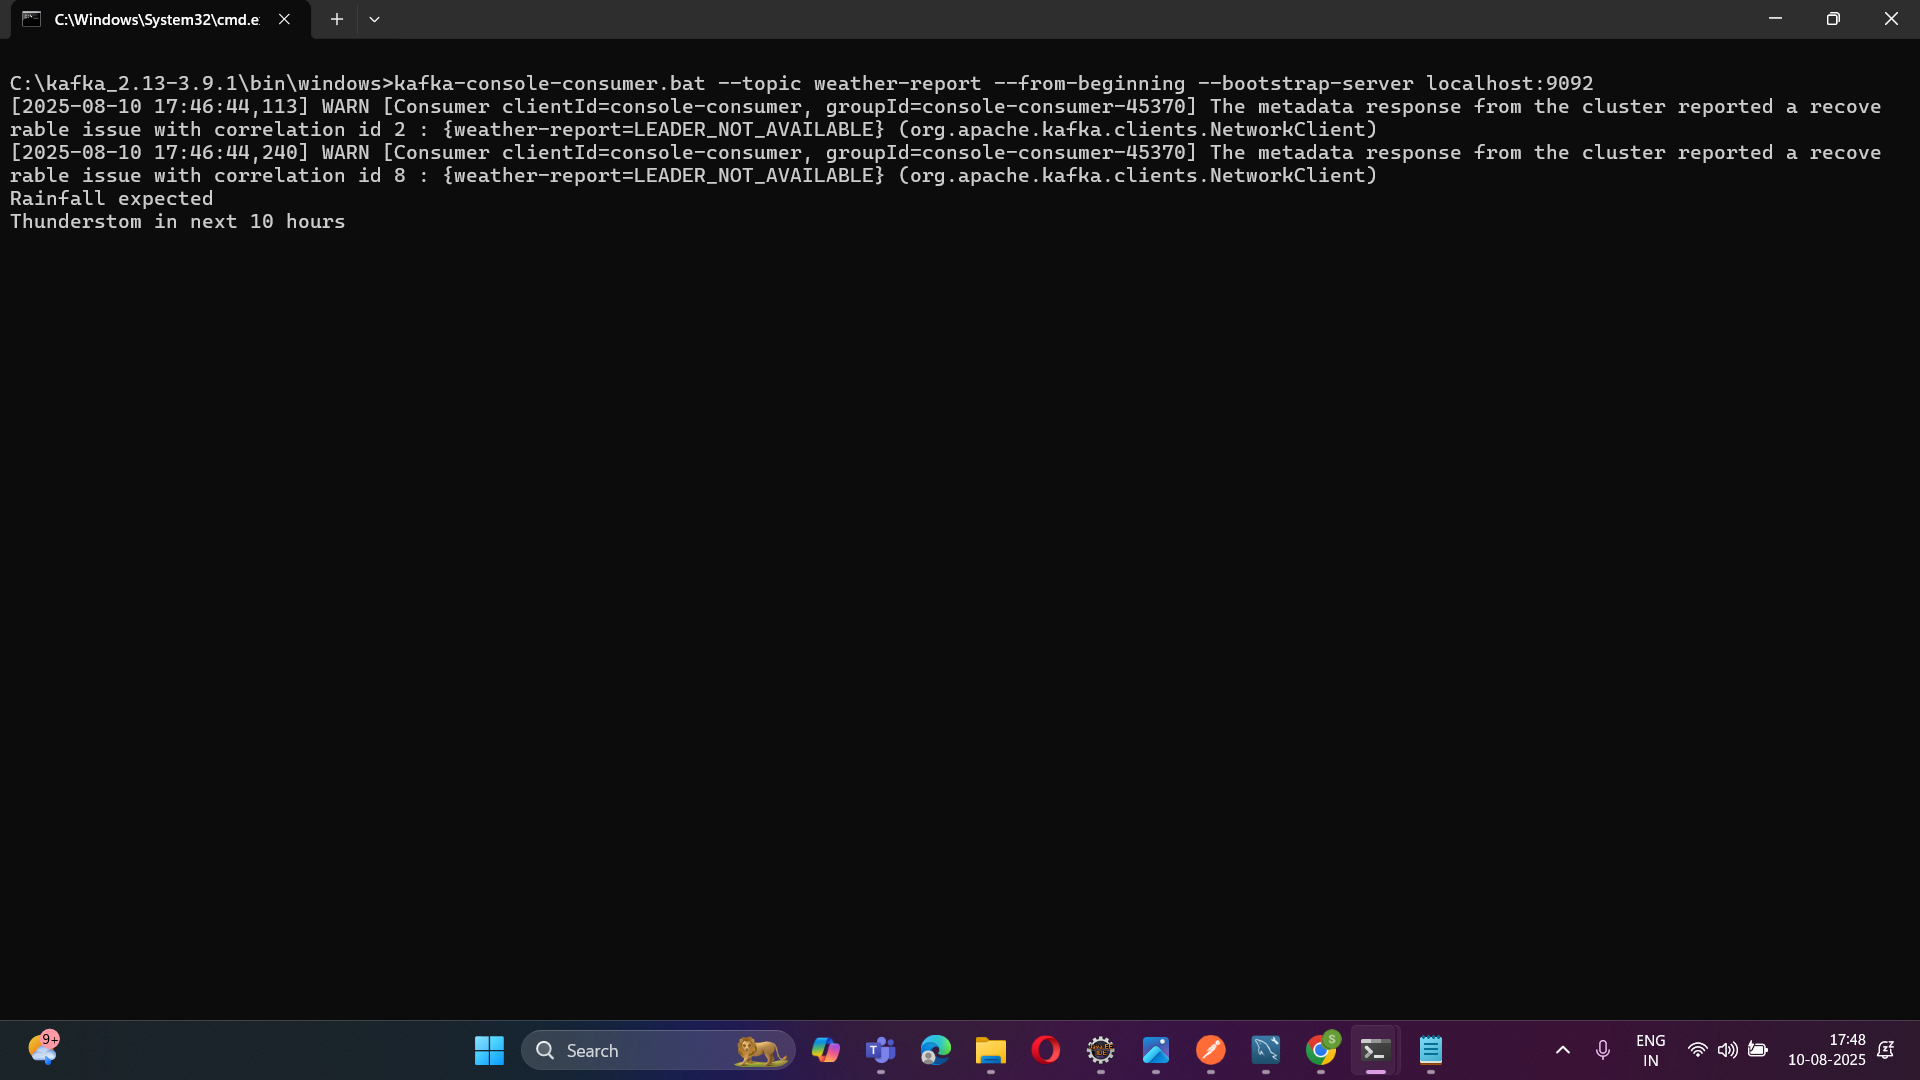 C:\Windows\System32\cmd.e
C:\kafka_2.13-3.9.1\bin\windows>kafka-console-consumer.bat --topic weather-report --from-beginning --bootstrap-server localhost:9092
[2025-08-10 17:46:44,113] WARN [Consumer clientId=console-consumer, groupId=console-consumer-45370] The metadata response from the cluster reported a recove
rable issue with correlation id 2 : {weather-report=LEADER_NOT_AVAILABLE} (org.apache.kafka.clients.NetworkClient)
[2025-08-10 17:46:44,240] WARN [Consumer clientId=console-consumer, groupId=console-consumer-45370] The metadata response from the cluster reported a recove
rable issue with correlation id 8 : {weather-report=LEADER_NOT_AVAILABLE} (org.apache.kafka.clients.NetworkClient)
Rainfall expected
Thunderstom in next 10 hours
9+
Search
T
S
ENG
IN
17:48
10-08-2025